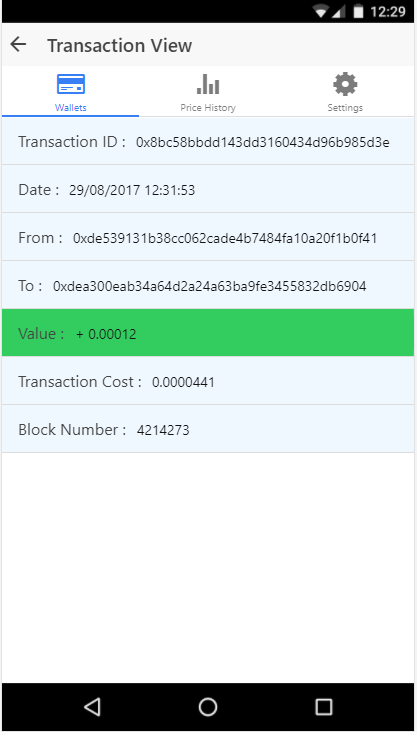 12:29
Transaction View
Wallets
Price History
Settings
Transaction ID : 0x8bc58bbdd143dd3160434d96b985d3e
Date : 29/08/2017 12:31:53
From : 0xde539131b38cc062cade4b7484fa10a20f1b0f41
To : 0xdea300eab34a64d2a24a63ba9fe3455832db6904
Value : + 0.00012
Transaction Cost : 0.0000441
Block Number : 4214273